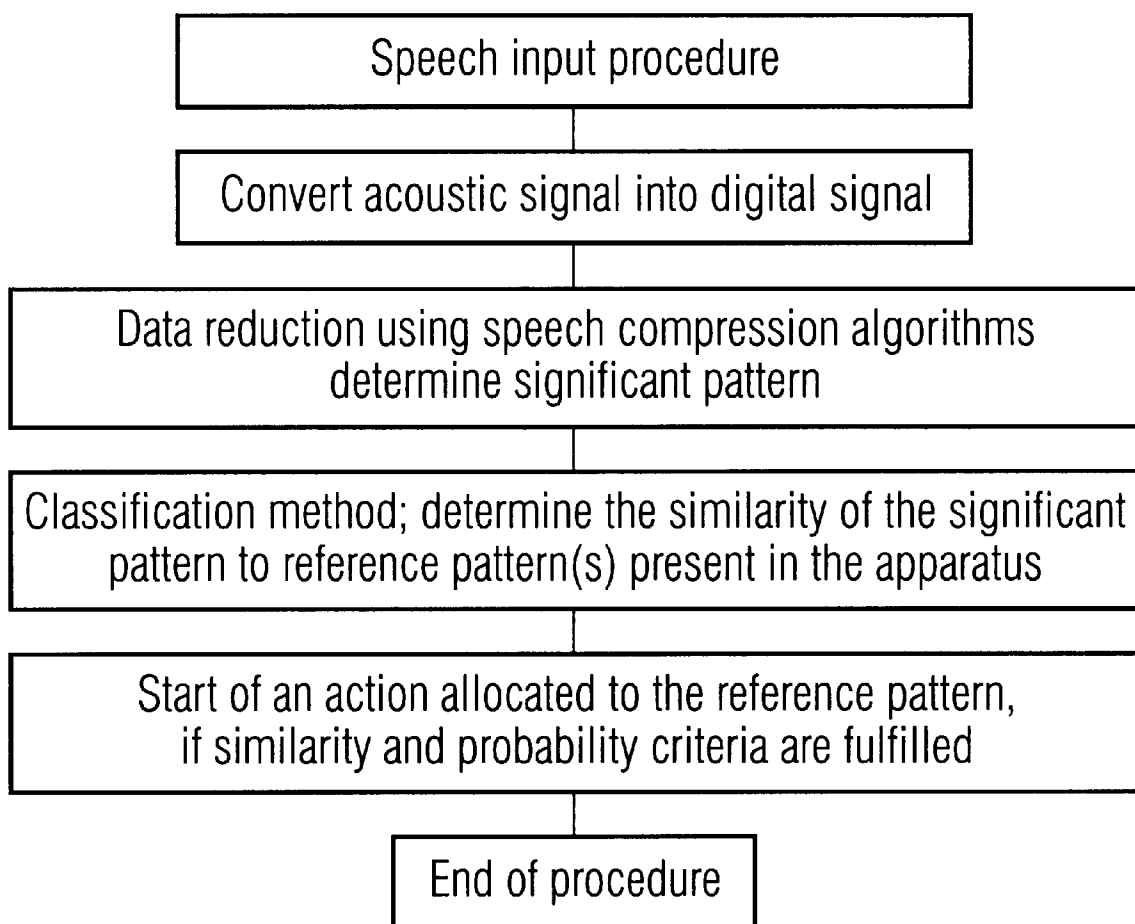 Speech input procedure
Convert acoustic signal into digital signal
Data reduction using speech compression algorithms
determine significant pattern
Classification method; determine the similarity of the significant
pattern to reference pattern(s) present in the apparatus
Start of an action allocated to the reference pattern,
if similarity and probability criteria are fulfilled
End of procedure